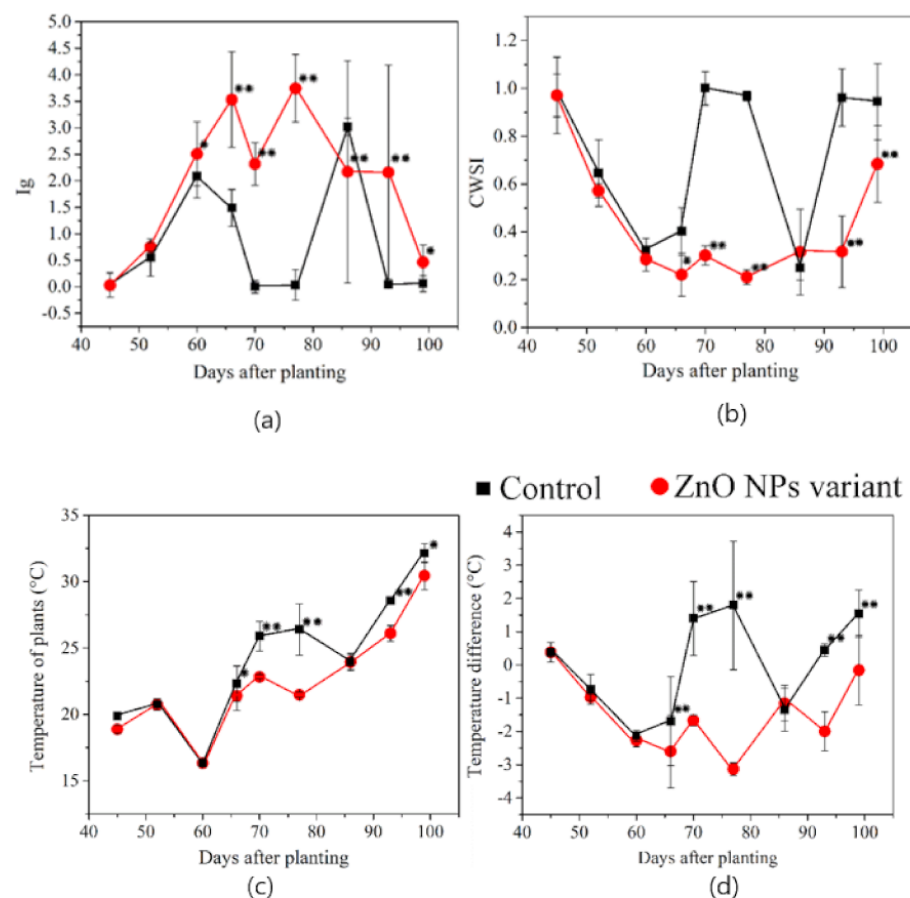 5.0
4.5
4.0
3.5
3.0
2.5
2.0
1.5
1.0
0.5
0.0
-0.5
Ig
40 50 60 70 80 90 100
Days after planting
(a)
1.2
1.0
0.8
0.6
0.4
0.2
0.0
CWSI
40 50 60 70 80 90 100
Days after planting
(b)
Control ZnO NPs variant
35
30
25
20
15
Temperature of plants (°C)
40 50 60 70 80 90 100
Days after planting
(c)
4
3
2
1
0
-1
-2
-3
-4
Temperature difference (°C)
40 50 60 70 80 90 100
Days after planting
(d)